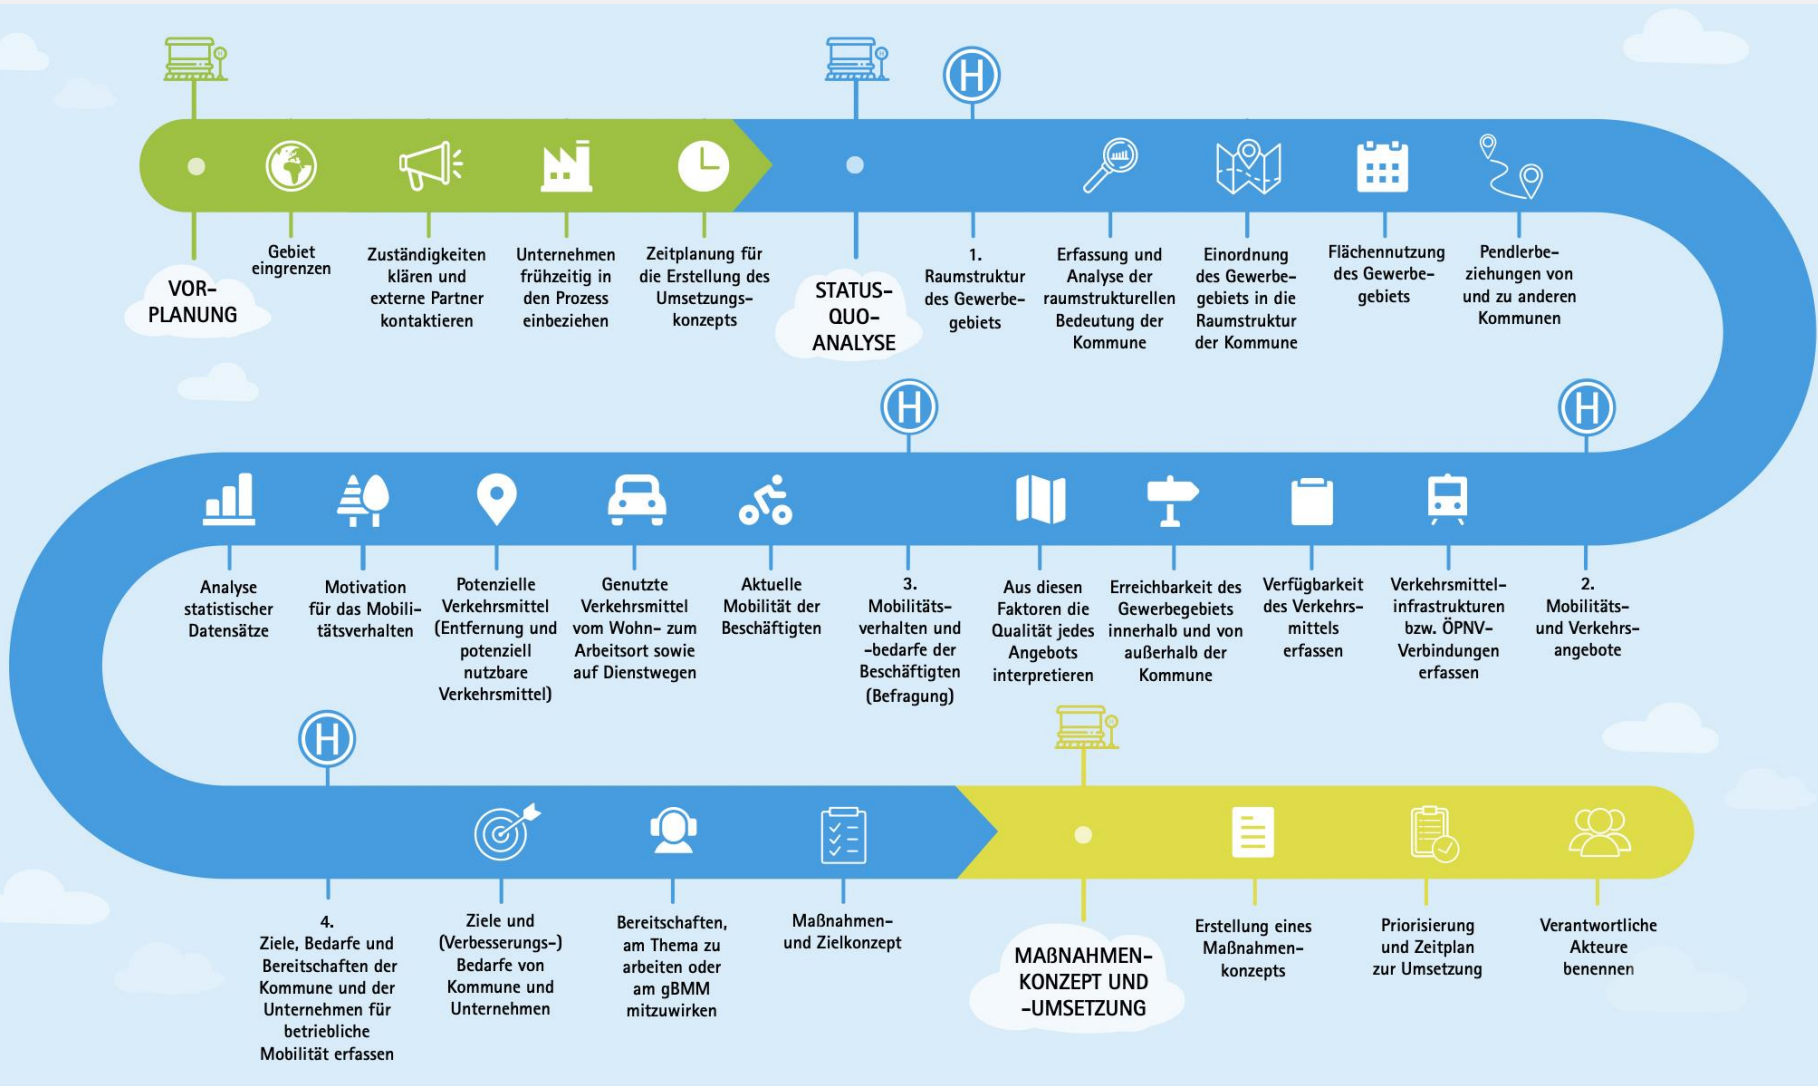 H
VOR-
PLANUNG
Gebiet
eingrenzen
Zuständigkeiten
klären und
externe Partner
kontaktieren
Unternehmen
frühzeitig in
den Prozess
einbeziehen
Zeitplanung für
die Erstellung des
Umsetzungs-
konzepts
STATUS-
QUO-
ANALYSE
1.
Raumstruktur
des Gewerbe-
gebiets
Erfassung und
Analyse der
raumstrukturellen
Bedeutung der
Kommune
Einordnung
des Gewerbe-
gebiets in die
Raumstruktur
der Kommune
Flächennutzung
des Gewerbe-
gebiets
Pendlerbe-
ziehungen von
und zu anderen
Kommunen
H
2.
Mobilitäts-
und Verkehrs-
angebote
Verkehrsmittel-
infrastrukturen
bzw. ÖPNV-
Verbindungen
erfassen
Verfügbarkeit
des Verkehrs-
mittels
erfassen
Erreichbarkeit des
Gewerbegebiets
innerhalb und von
außerhalb der
Kommune
Aus diesen
Faktoren die
Qualität jedes
Angebots
interpretieren
H
3.
Mobilitäts-
verhalten und
-bedarfe der
Beschäftigten
(Befragung)
Aktuelle
Mobilität der
Beschäftigten
Genutzte
Verkehrsmittel
vom Wohn- zum
Arbeitsort sowie
auf Dienstwegen
Potenzielle
Verkehrsmittel
(Entfernung und
potenziell
nutzbare
Verkehrsmittel)
Motivation
für das Mobili-
tätsverhalten
Analyse
statistischer
Datensätze
H
4.
Ziele, Bedarfe und
Bereitschaften der
Kommune und der
Unternehmen für
betriebliche
Mobilität erfassen
Ziele und
(Verbesserungs-)
Bedarfe von
Kommune und
Unternehmen
Bereitschaften,
am Thema zu
arbeiten oder
am gBMM
mitzuwirken
Maßnahmen-
und Zielkonzept
MAßNAHMEN-
KONZEPT UND
-UMSETZUNG
Erstellung eines
Maßnahmen-
konzepts
Priorisierung
und Zeitplan
zur Umsetzung
Verantwortliche
Akteure
benennen